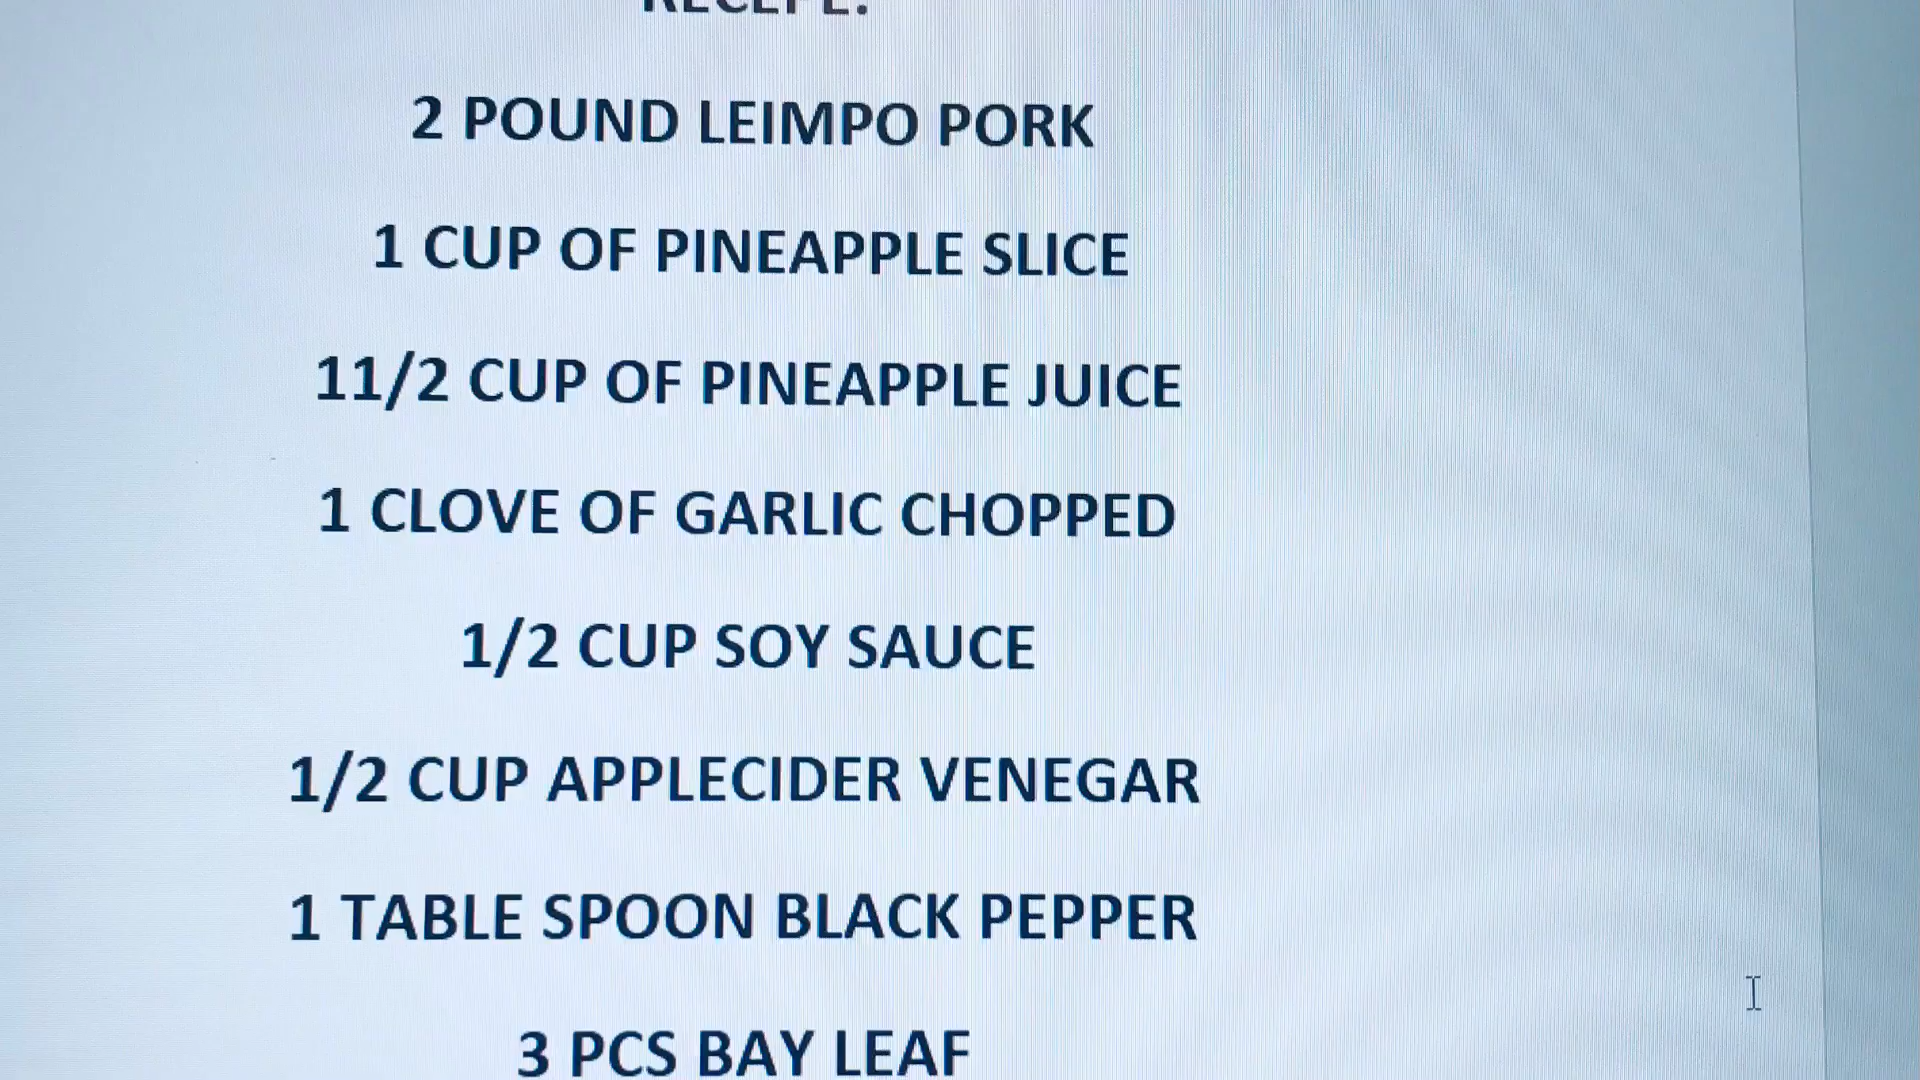 RECEPE:
2 POUND LEIMPO PORK
1 CUP OF PINEAPPLE SLICE
11/2 CUP OF PINEAPPLE JUICE
1 CLOVE OF GARLIC CHOPPED
1/2 CUP SOY SAUCE
1/2 CUP APPLECIDER VENEGAR
1 TABLE SPOON BLACK PEPPER
3 PCS BAY LEAF